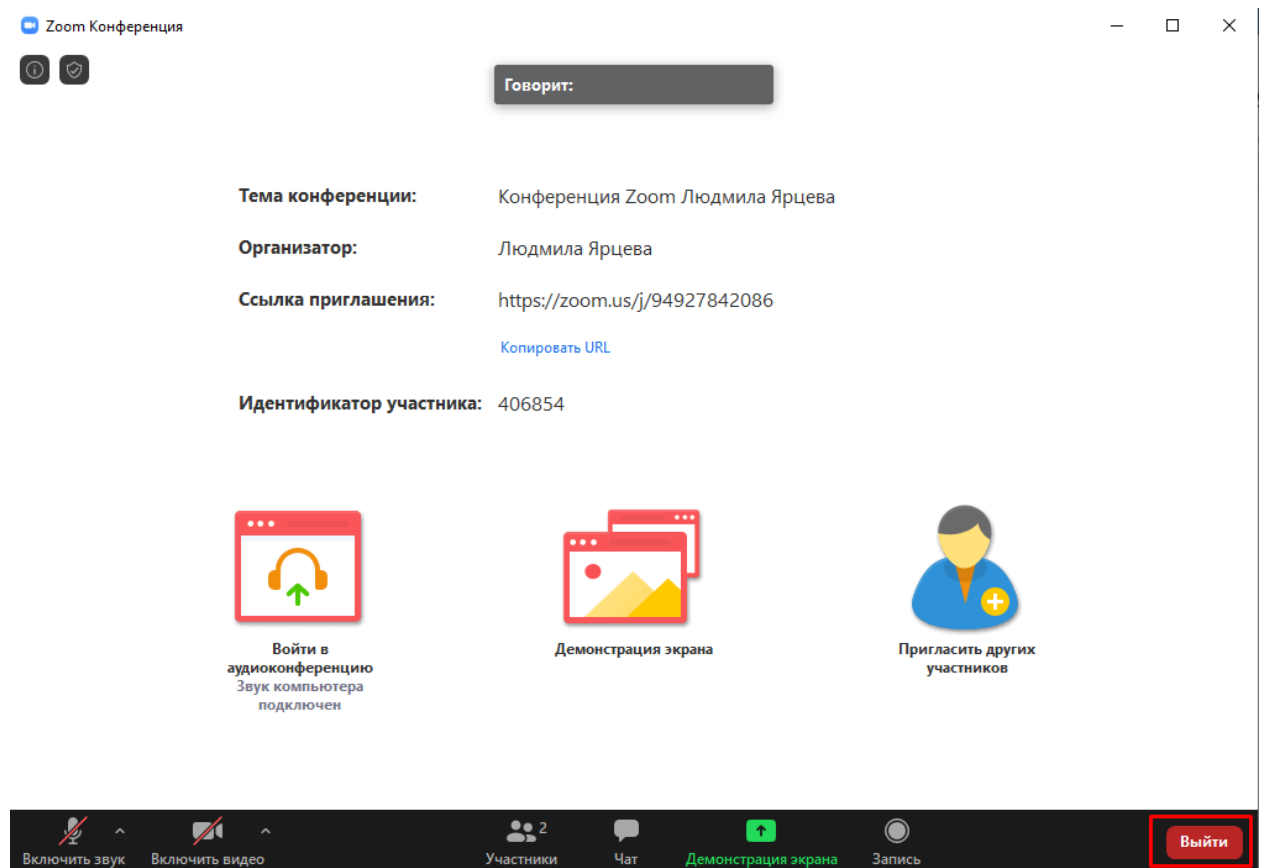 Zoom Конференция
Говорит:
Тема конференции: Конференция Zoom Людмила Ярцева
Организатор: Людмила Ярцева
Ссылка приглашения: https://zoom.us/j/94927842086
Копировать URL
Идентификатор участника: 406854
Войти в
аудиоконференцию
Звук компьютера
подключен
Демонстрация экрана
Пригласить других
участников
Включить звук
Включить видео
2
Участники
Чат
Демонстрация экрана
Запись
Выйти